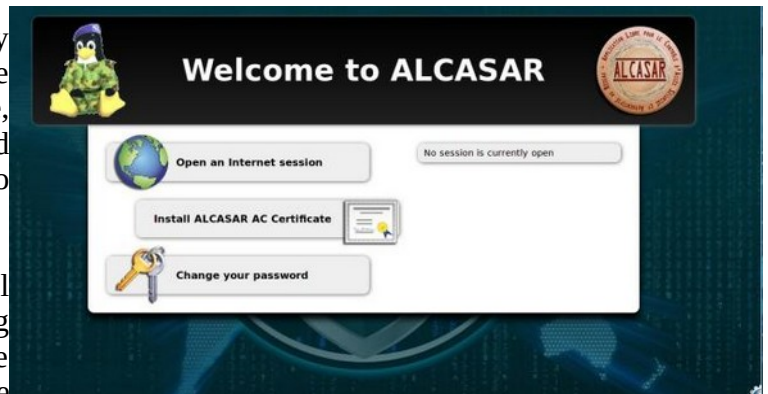 Welcome to ALCASAR
ALCASAR
Open an Internet session
No session is currently open
Install ALCASAR AC Certificate
Change your password